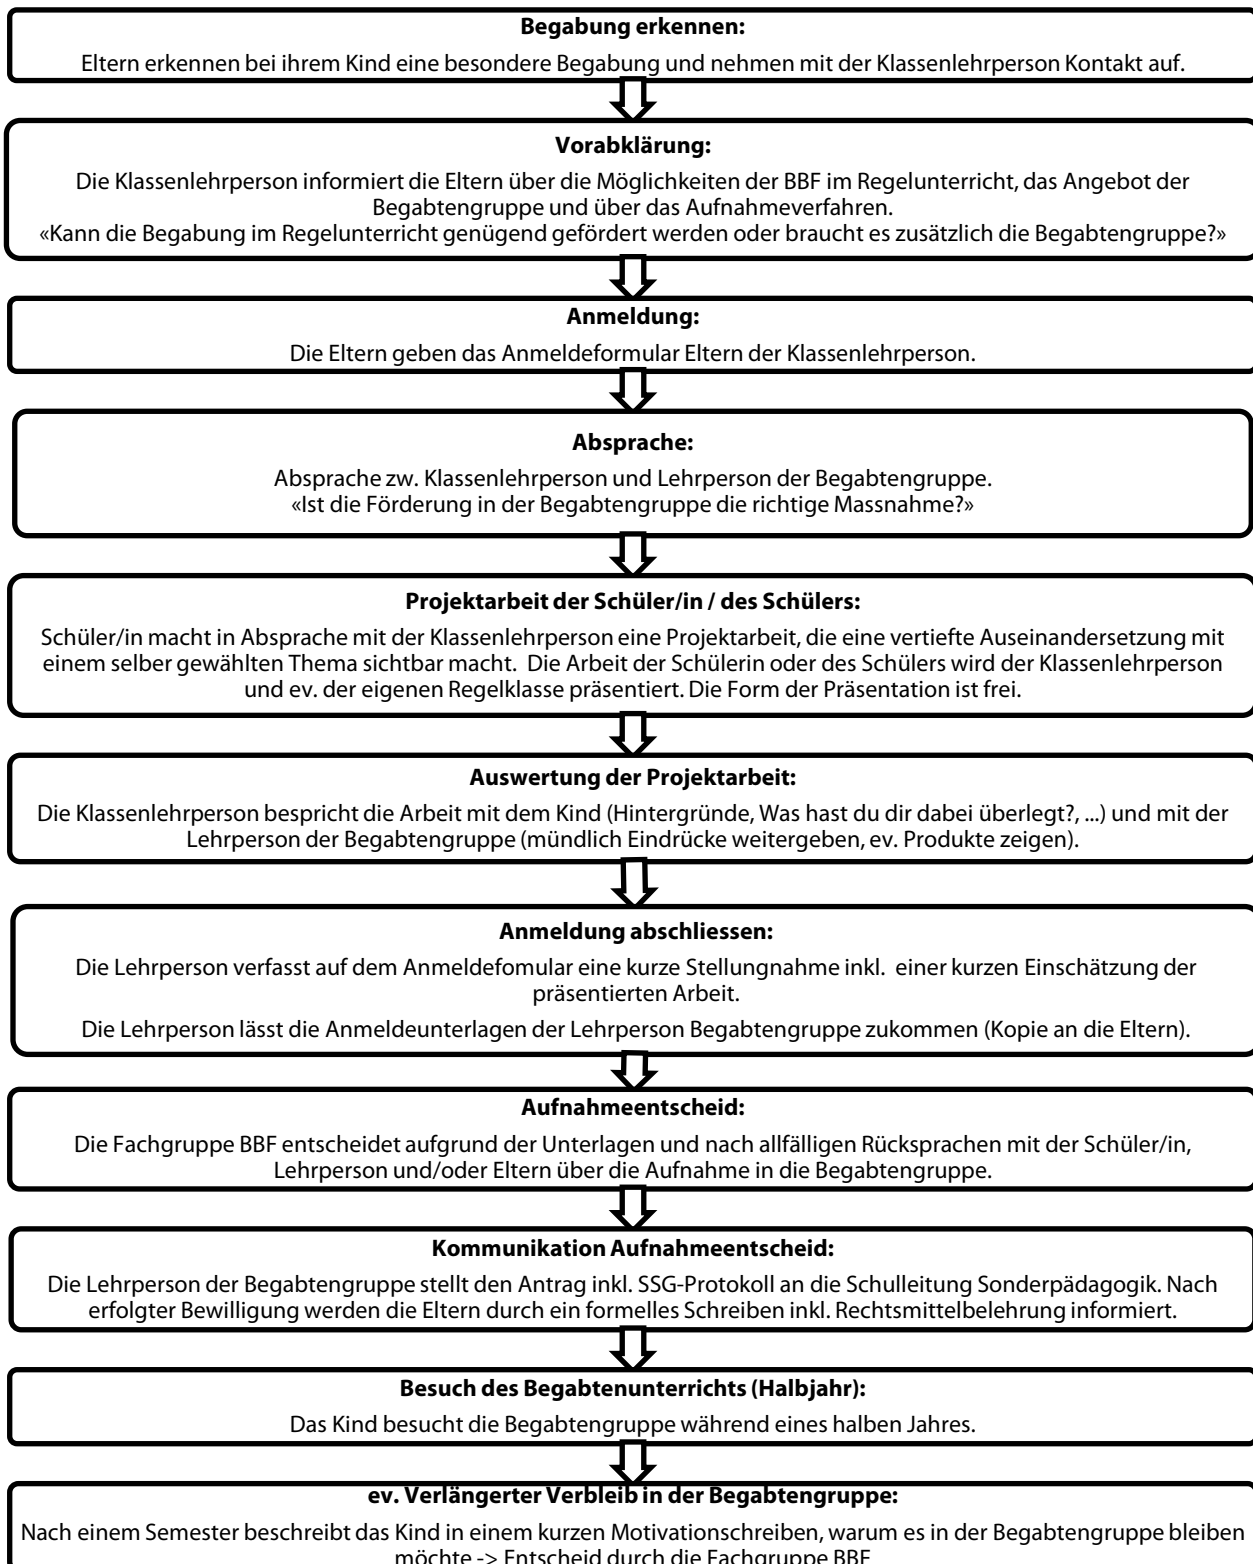 Begabung erkennen:
Eltern erkennen bei ihrem Kind eine besondere Begabung und nehmen mit der Klassenlehrperson Kontakt auf.
Vorabklärung:
Die Klassenlehrperson informiert die Eltern über die Möglichkeiten der BBF im Regelunterricht, das Angebot der
Begabtengruppe und über das Aufnahmeverfahren.
«Kann die Begabung im Regelunterricht genügend gefördert werden oder braucht es zusätzlich die Begabtengruppe?»
Anmeldung:
Die Eltern geben das Anmeldeformular Eltern der Klassenlehrperson.
Absprache:
Absprache zw. Klassenlehrperson und Lehrperson der Begabtengruppe.
«Ist die Förderung in der Begabtengruppe die richtige Massnahme?»
Projektarbeit der Schüler/in / des Schülers:
Schüler/in macht in Absprache mit der Klassenlehrperson eine Projektarbeit, die eine vertiefte Auseinandersetzung mit
einem selber gewählten Thema sichtbar macht. Die Arbeit der Schülerin oder des Schülers wird der Klassenlehrperson
und ev. der eigenen Regelklasse präsentiert. Die Form der Präsentation ist frei.
Auswertung der Projektarbeit:
Die Klassenlehrperson bespricht die Arbeit mit dem Kind (Hintergründe, Was hast du dir dabei überlegt?, ...) und mit der
Lehrperson der Begabtengruppe (mündlich Eindrücke weitergeben, ev. Produkte zeigen).
Anmeldung abschliessen:
Die Lehrperson verfasst auf dem Anmeldefomular eine kurze Stellungnahme inkl. einer kurzen Einschätzung der
präsentierten Arbeit.
Die Lehrperson lässt die Anmeldeunterlagen der Lehrperson Begabtengruppe zukommen (Kopie an die Eltern).
Aufnahmeentscheid:
Die Fachgruppe BBF entscheidet aufgrund der Unterlagen und nach allfälligen Rücksprachen mit der Schüler/in,
Lehrperson und/oder Eltern über die Aufnahme in die Begabtengruppe.
Kommunikation Aufnahmeentscheid:
Die Lehrperson der Begabtengruppe stellt den Antrag inkl. SSG-Protokoll an die Schulleitung Sonderpädagogik. Nach
erfolgter Bewilligung werden die Eltern durch ein formelles Schreiben inkl. Rechtsmittelbelehrung informiert.
Besuch des Begabtenunterrichts (Halbjahr):
Das Kind besucht die Begabtengruppe während eines halben Jahres.
ev. Verlängerter Verbleib in der Begabtengruppe:
Nach einem Semester beschreibt das Kind in einem kurzen Motivationschreiben, warum es in der Begabtengruppe bleiben
möchte -> Entscheid durch die Fachgruppe BBF